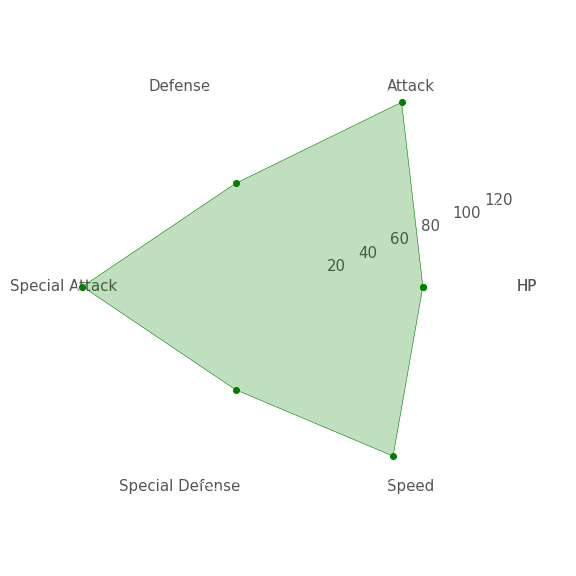 Defense
Attack
120
100
80
60
40
20
Special Attack
HP
Special Defense
Speed